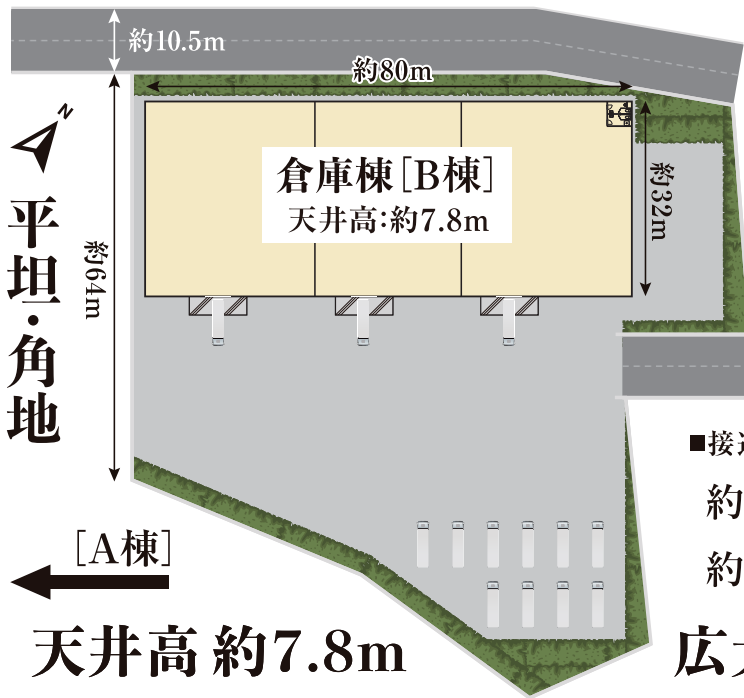 約10.5m
約80m
N
倉庫棟[B棟]
天井高:約7.8m
約32m
約64m
平坦・角地
■接
約
約
[A棟]
天井高 約7.8m
広